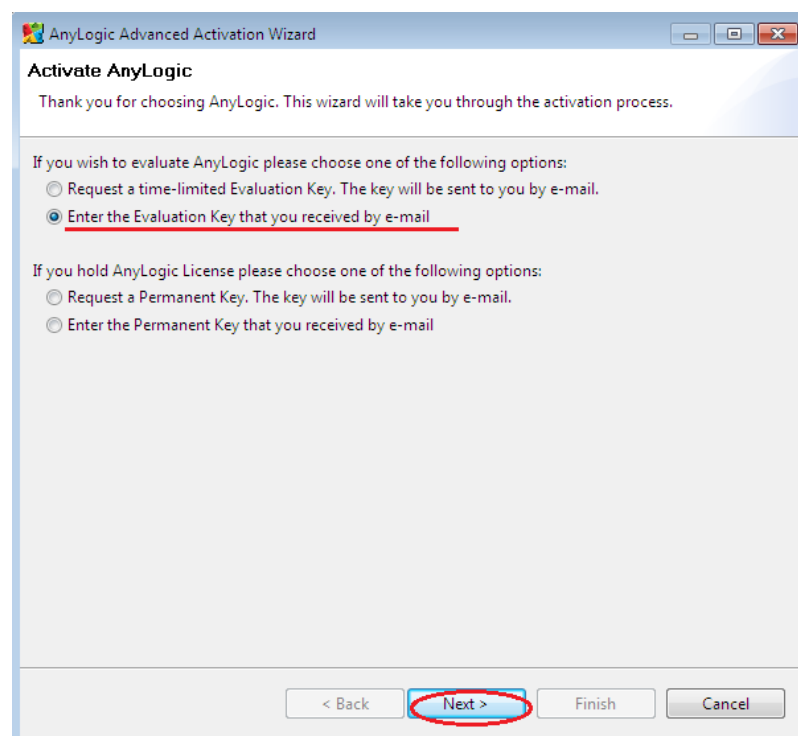 AnyLogic Advanced Activation Wizard
Activate AnyLogic
Thank you for choosing AnyLogic. This wizard will take you through the activation process.
If you wish to evaluate AnyLogic please choose one of the following options:
Request a time-limited Evaluation Key. The key will be sent to you by e-mail.
Enter the Evaluation Key that you received by e-mail
If you hold AnyLogic License please choose one of the following options:
Request a Permanent Key. The key will be sent to you by e-mail.
Enter the Permanent Key that you received by e-mail
< Back Next > Finish Cancel